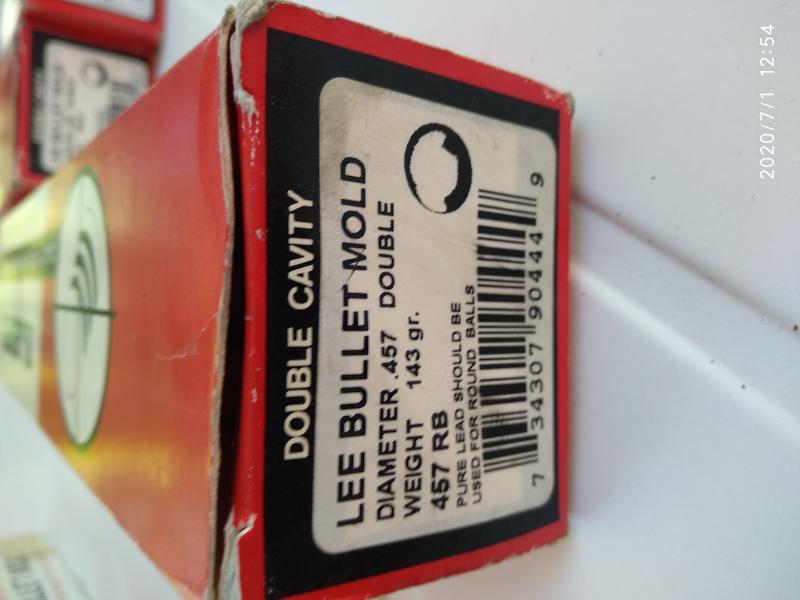 DOUBLE CAVITY
LEE BULLET MOLD
DIAMETER .457 DOUBLE
WEIGHT 143 gr.
457 RB
PURE LEAD SHOULD BE
USED FOR ROUND BALLS
7 34307 90444 9
2020/7/1 12:54